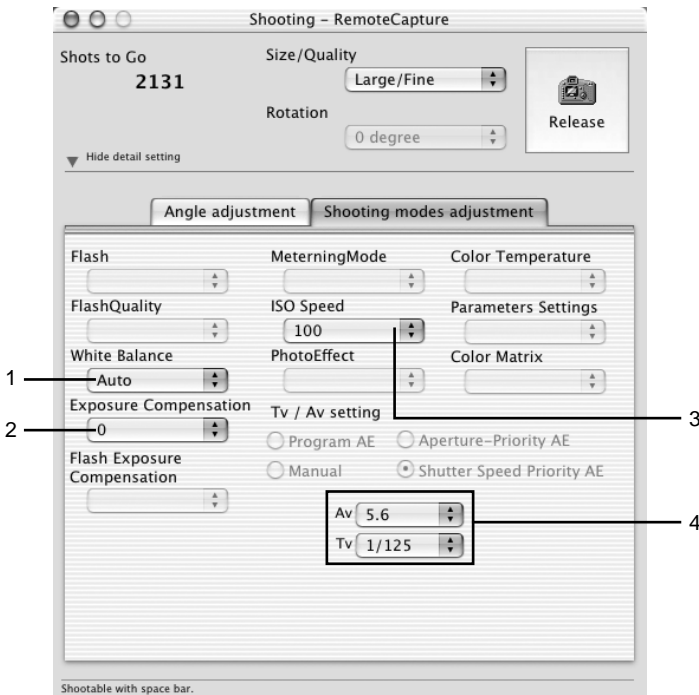 Shooting – RemoteCapture
Shots to Go
2131
Size/Quality
Large/Fine
Rotation
0 degree
Release
Hide detail setting
Angle adjustment
Shooting modes adjustment
Flash
MeterningMode
Color Temperature
FlashQuality
ISO Speed
100
Parameters Settings
White Balance
Auto
PhotoEffect
Color Matrix
Exposure Compensation
0
Tv / Av setting
Program AE
Aperture–Priority AE
Manual
Shutter Speed Priority AE
Flash Exposure
Compensation
Av 5.6
Tv 1/125
Shootable with space bar.
1
2
3
4